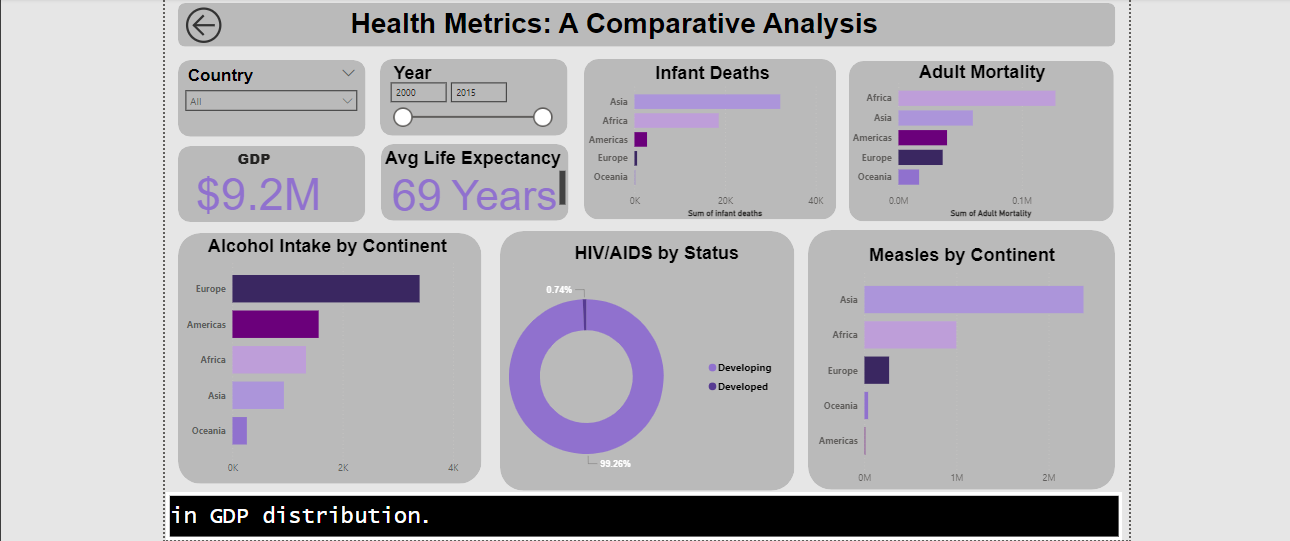 Health Metrics: A Comparative Analysis
Country
All
Year
2000 2015
GDP
$9.2M
Avg Life Expectancy
69 Years
Infant Deaths
Asia
Africa
Americas
Europe
Oceania
0K 20K 40K
Sum of infant deaths
Adult Mortality
Africa
Asia
Americas
Europe
Oceania
0.0M 0.1M
Sum of Adult Mortality
Alcohol Intake by Continent
Europe
Americas
Africa
Asia
Oceania
0K 2K 4K
HIV/AIDS by Status
0.74%
99.26%
Developing
Developed
Measles by Continent
Asia
Africa
Europe
Oceania
Americas
0M 1M 2M
in GDP distribution.